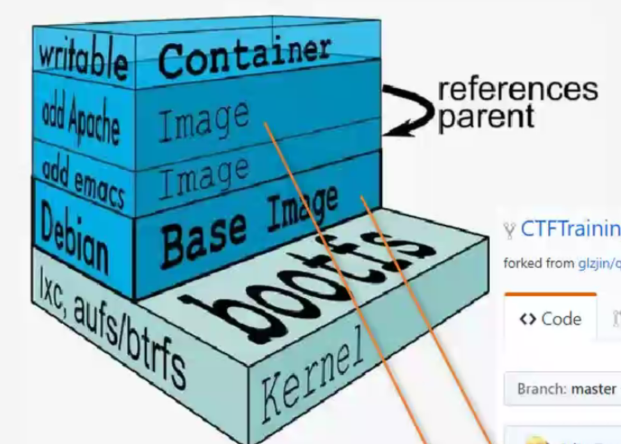 writable Container
add Apache Image
references
parent
add emacs Image
Debian Base Image
bootfs
lxc, aufs/btrfs
Kernel
CTFTrainin
forked from glzjin/
<> Code
Branch: master